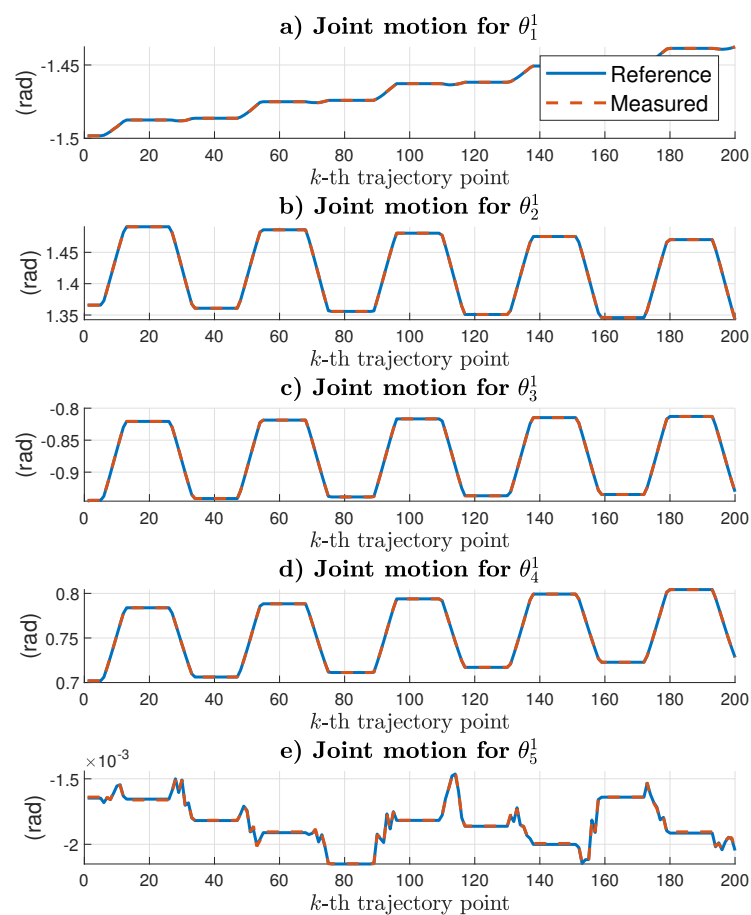 a) Joint motion for θ₁¹
-1.45
-1.5
(rad)
Reference
Measured
0 20 40 60 80 100 120 140 160 180 200
k-th trajectory point
b) Joint motion for θ₂¹
1.45
1.4
1.35
(rad)
0 20 40 60 80 100 120 140 160 180 200
k-th trajectory point
c) Joint motion for θ₃¹
-0.8
-0.85
-0.9
(rad)
0 20 40 60 80 100 120 140 160 180 200
k-th trajectory point
d) Joint motion for θ₄¹
0.8
0.75
0.7
(rad)
0 20 40 60 80 100 120 140 160 180 200
k-th trajectory point
e) Joint motion for θ₅¹
×10⁻³
-1.5
-2
(rad)
0 20 40 60 80 100 120 140 160 180 200
k-th trajectory point